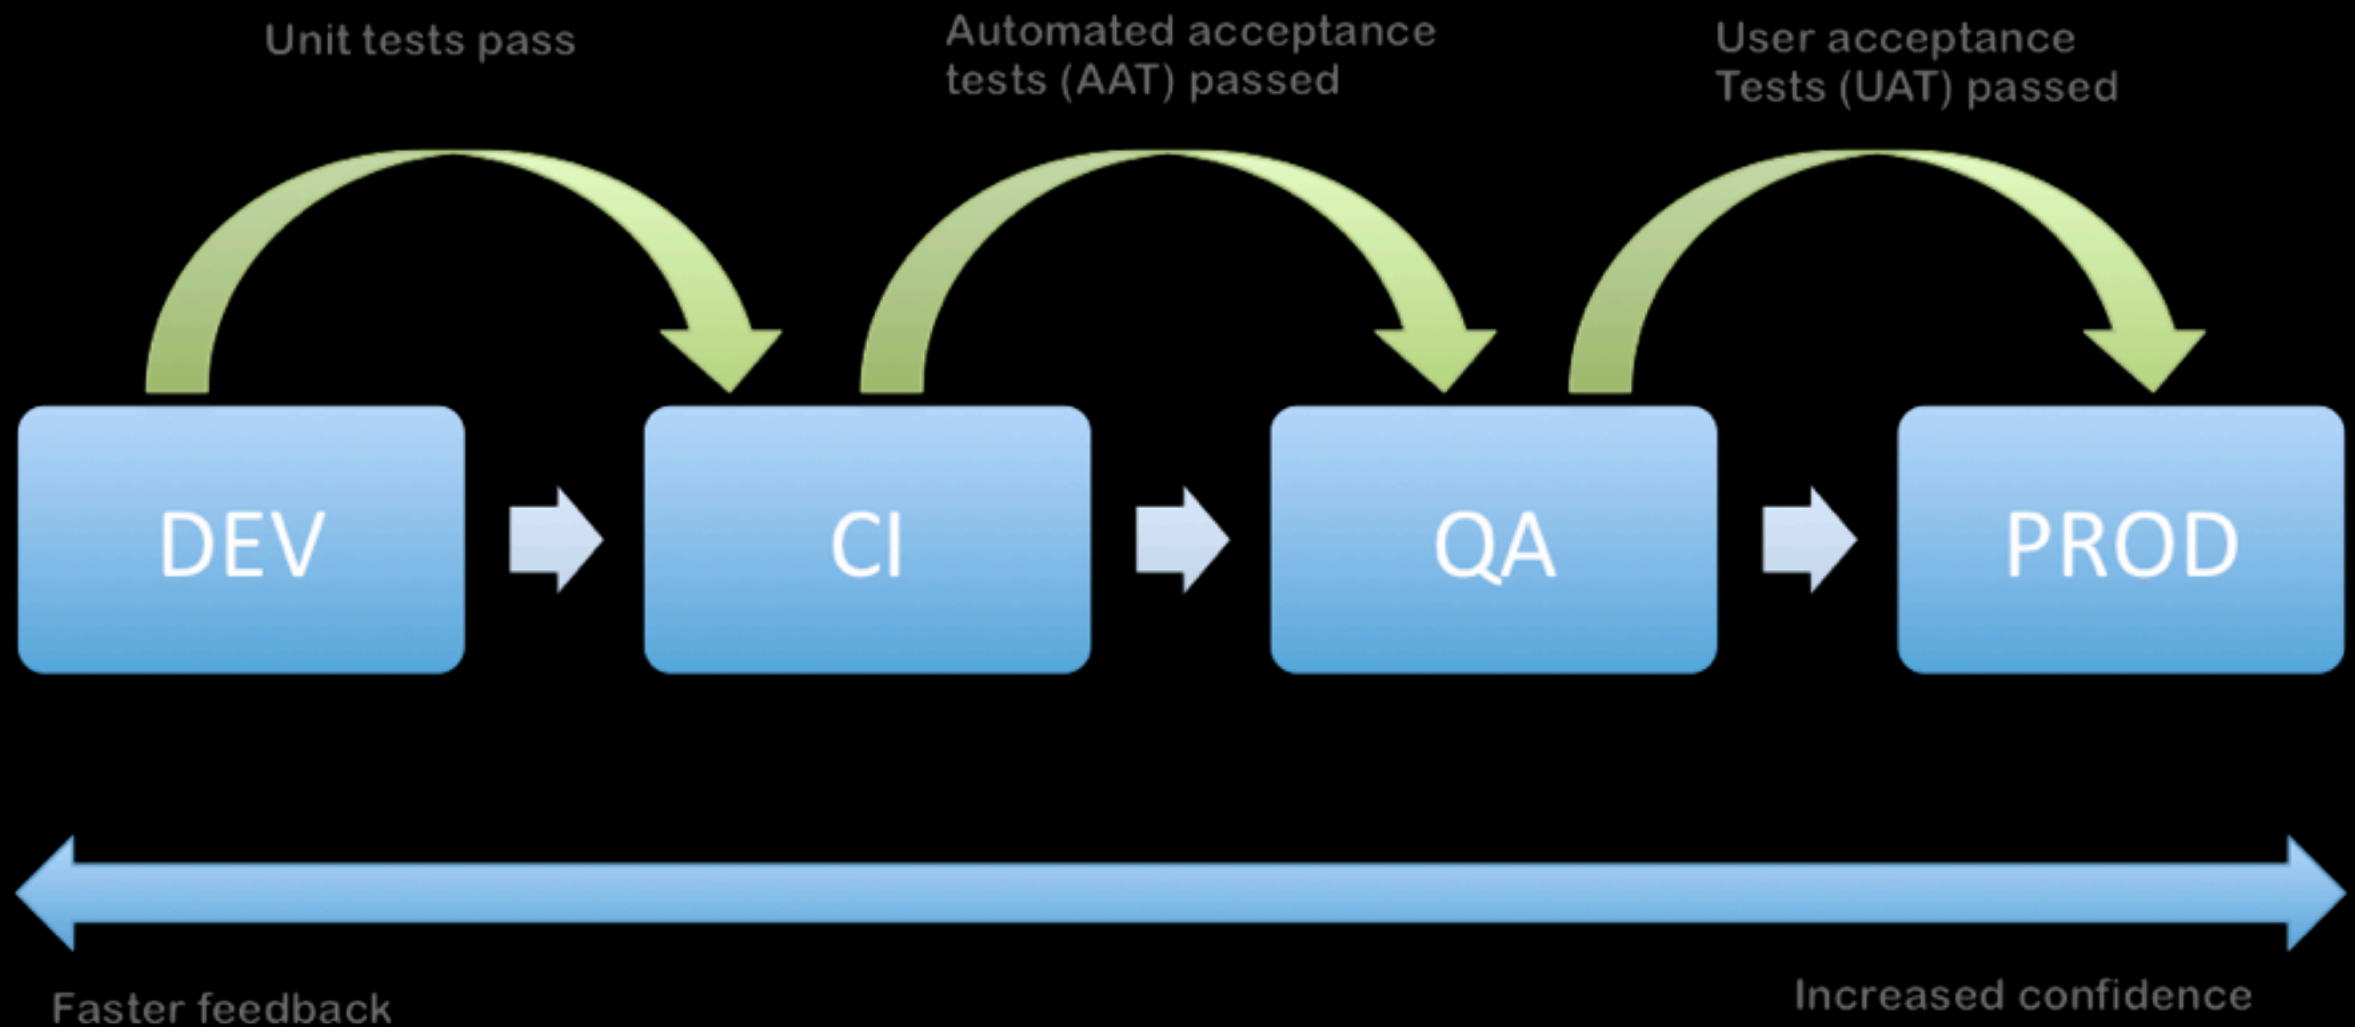 Unit tests pass
Automated acceptance
tests (AAT) passed
User acceptance
Tests (UAT) passed
DEV
CI
QA
PROD
Faster feedback
Increased confidence